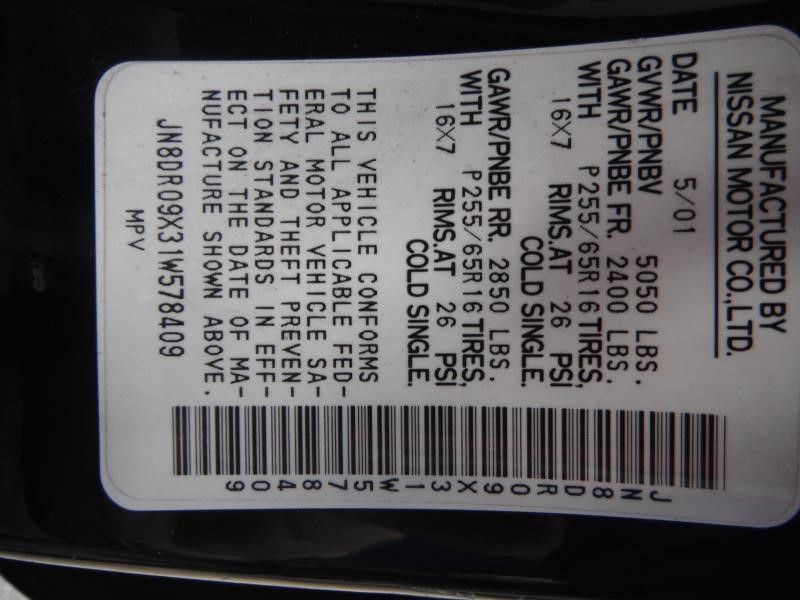 MANUFACTURED BY
NISSAN MOTOR CO.,LTD.
DATE 5/01
GVWR/PNBV 5050 LBS.
GAWR/PNBE FR. 2400 LBS.
WITH P255/65R16 TIRES,
16X7 RIMS.AT 26 PSI
COLD SINGLE.
GAWR/PNBE RR. 2850 LBS.
WITH P255/65R16 TIRES,
16X7 RIMS.AT 26 PSI
COLD SINGLE.
THIS VEHICLE CONFORMS
TO ALL APPLICABLE FED-
ERAL MOTOR VEHICLE SA-
FETY AND THEFT PREVEN-
TION STANDARDS IN EFF-
ECT ON THE DATE OF MA-
NUFACTURE SHOWN ABOVE.
JN8DR09X31W578409
MPV
JN8DR09X31W578409